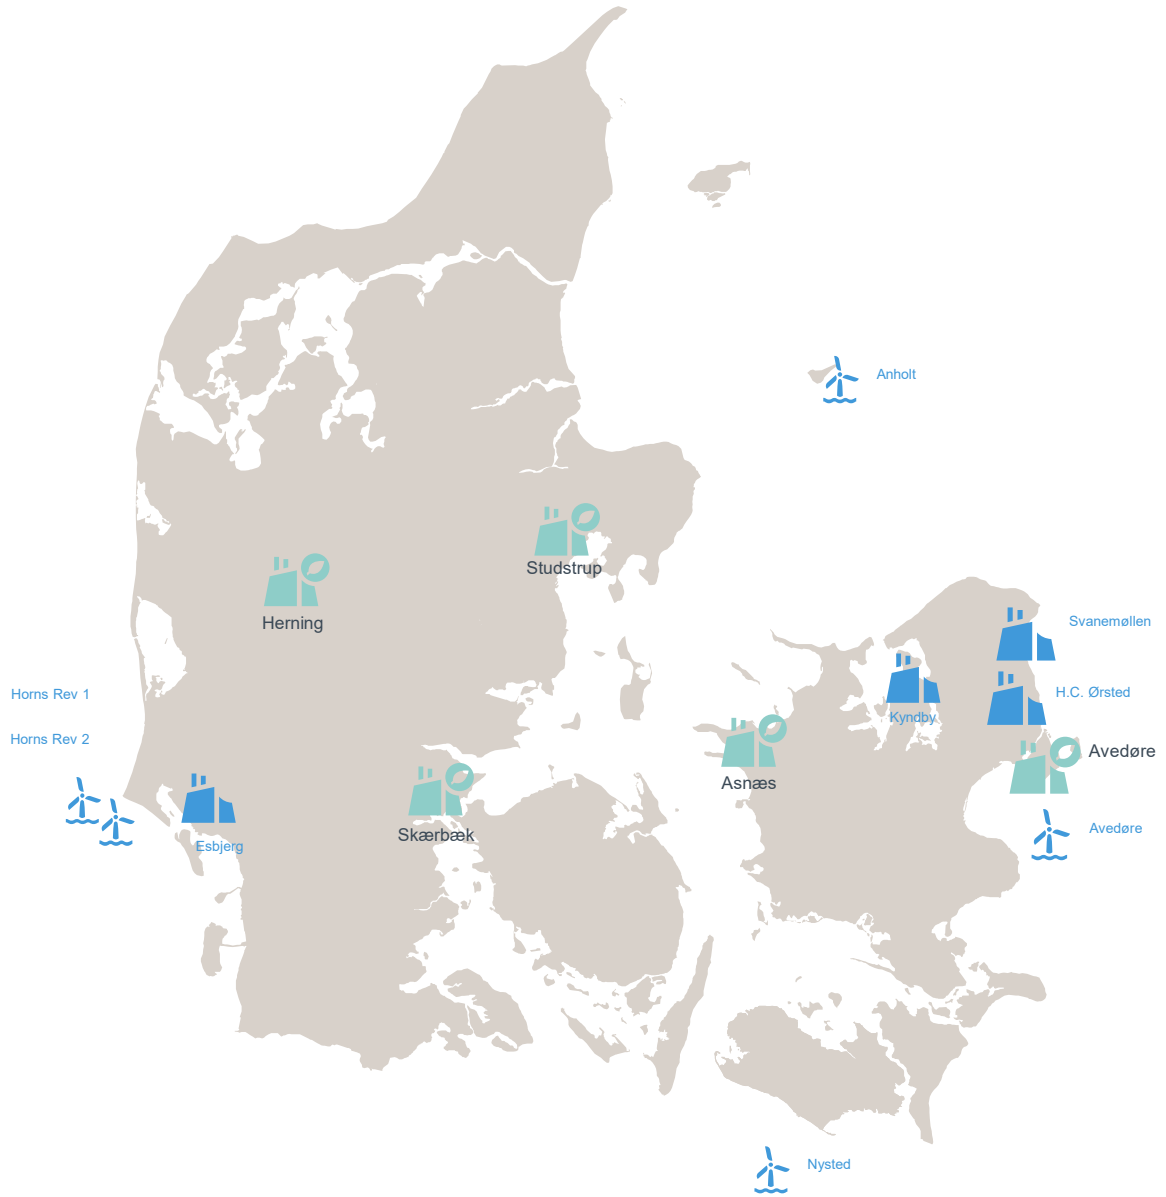 Anholt
Studstrup
Herning
Svanemøllen
Horns Rev 1
H.C. Ørsted
Kyndby
Horns Rev 2
Avedøre
Asnæs
Avedøre
Skærbæk
Esbjerg
Nysted